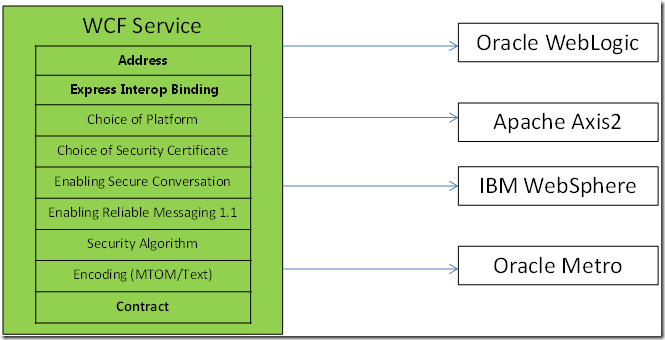 WCF Service
Address
Express Interop Binding
Choice of Platform
Choice of Security Certificate
Enabling Secure Conversation
Enabling Reliable Messaging 1.1
Security Algorithm
Encoding (MTOM/Text)
Contract
Oracle WebLogic
Apache Axis2
IBM WebSphere
Oracle Metro